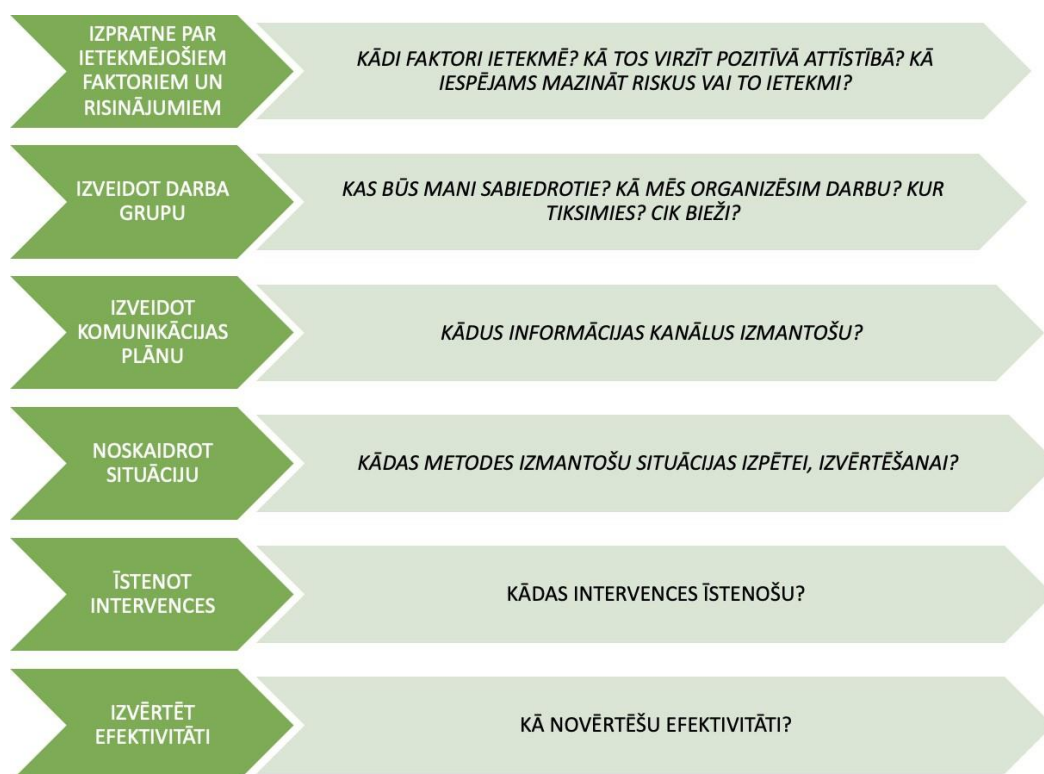 IZPRATNE PAR
IETEKMĒJOŠIEM
FAKTORIEM UN
RISINĀJUMIEM
KĀDI FAKTORI IETEKMĒ? KĀ TOS VIRZĪT POZITĪVĀ ATTĪSTĪBĀ? KĀ
IESPĒJAMS MAZINĀT RISKUS VAI TO IETEKMI?
IZVEIDOT DARBA
GRUPU
KAS BŪS MANI SABIEDROTIE? KĀ MĒS ORGANIZĒSIM DARBU? KUR
TIKSIMIES? CIK BIEŽI?
IZVEIDOT
KOMUNIKĀCIJAS
PLĀNU
KĀDUS INFORMĀCIJAS KANĀLUS IZMANTOŠU?
NOSKAIDROT
SITUĀCIJU
KĀDAS METODES IZMANTOŠU SITUĀCIJAS IZPĒTEI, IZVĒRTĒŠANAI?
ĪSTENOT
INTERVENCES
KĀDAS INTERVENCES ĪSTENOŠU?
IZVĒRTĒT
EFEKTIVITĀTI
KĀ NOVĒRTĒŠU EFEKTIVITĀTI?